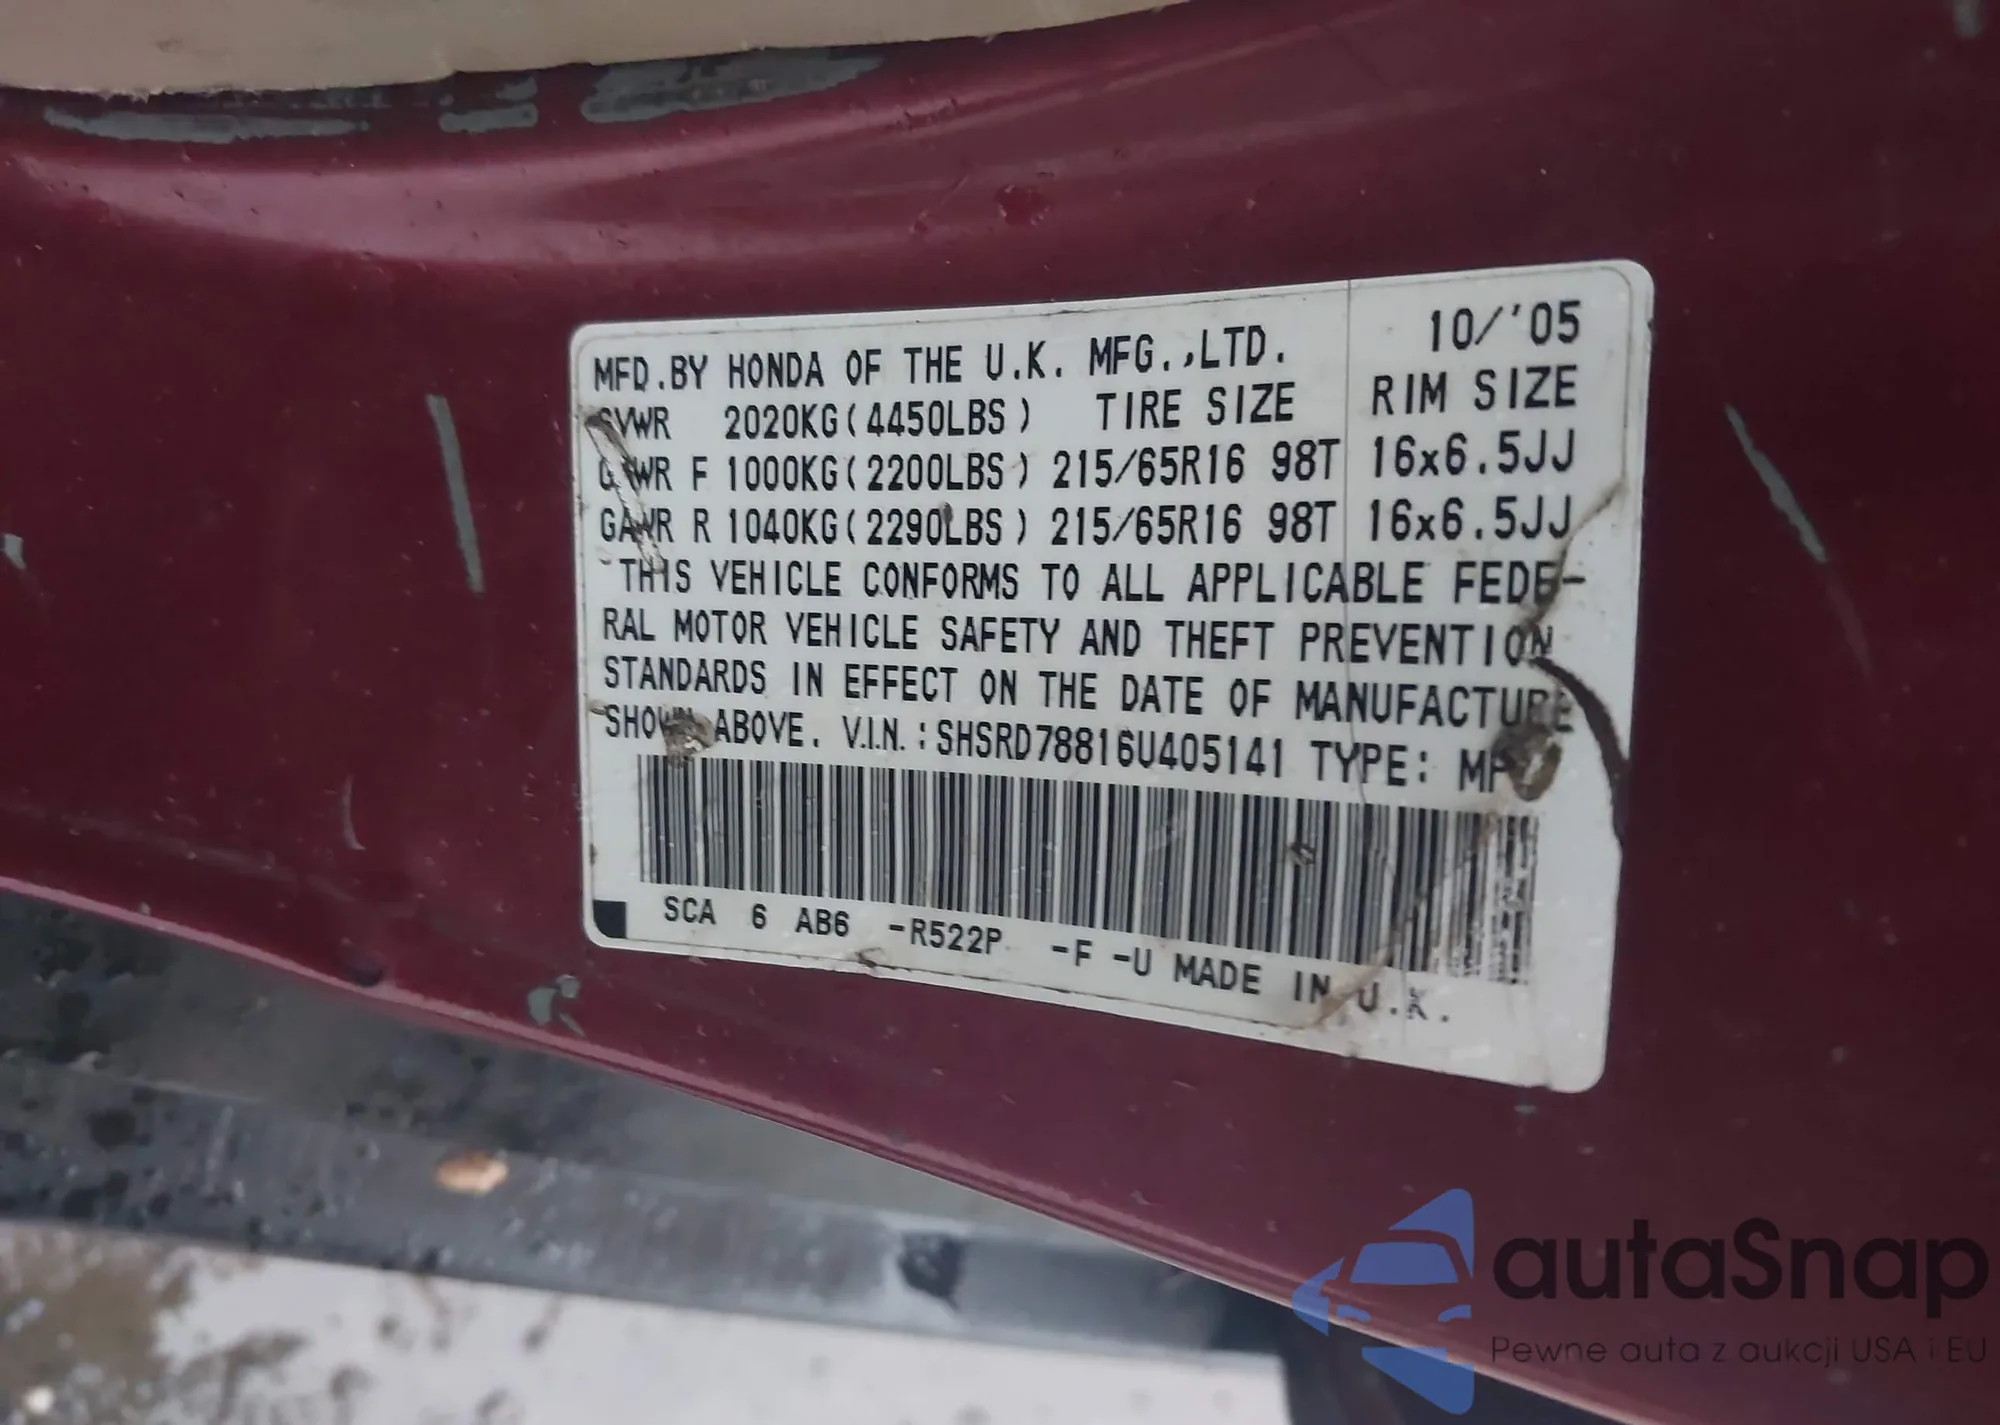 MFD.BY HONDA OF THE U.K. MFG.,LTD. 10/'05
GVWR 2020KG(4450LBS) TIRE SIZE RIM SIZE
GAWR F 1000KG(2200LBS) 215/65R16 98T 16x6.5JJ
GAWR R 1040KG(2290LBS) 215/65R16 98T 16x6.5JJ
THIS VEHICLE CONFORMS TO ALL APPLICABLE FEDE-
RAL MOTOR VEHICLE SAFETY AND THEFT PREVENTION
STANDARDS IN EFFECT ON THE DATE OF MANUFACTURE
SHOWN ABOVE. V.I.N.:SHSRD78816U405141 TYPE:
SCA 6 AB6 -R522P -F -U MADE IN U.K.
autaSnap
Pewne auta z aukcji USA i EU